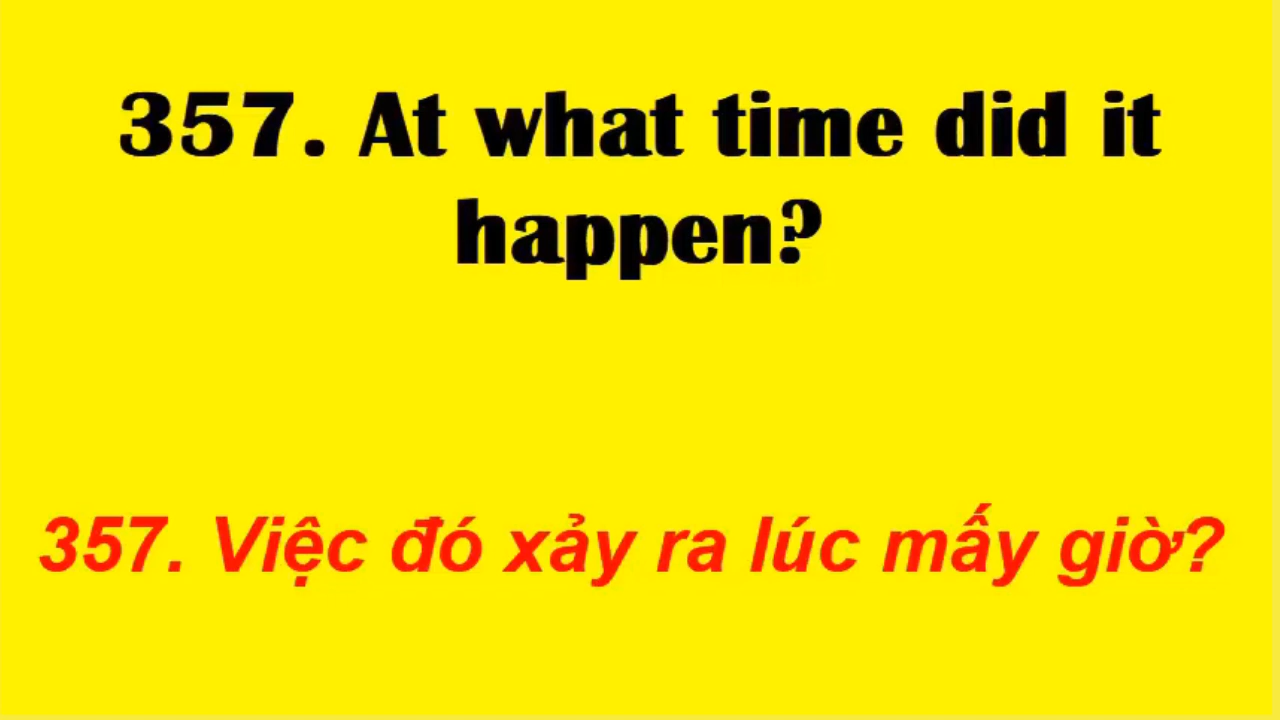 357. At what time did it
happen?
357. Việc đó xảy ra lúc mấy giờ?